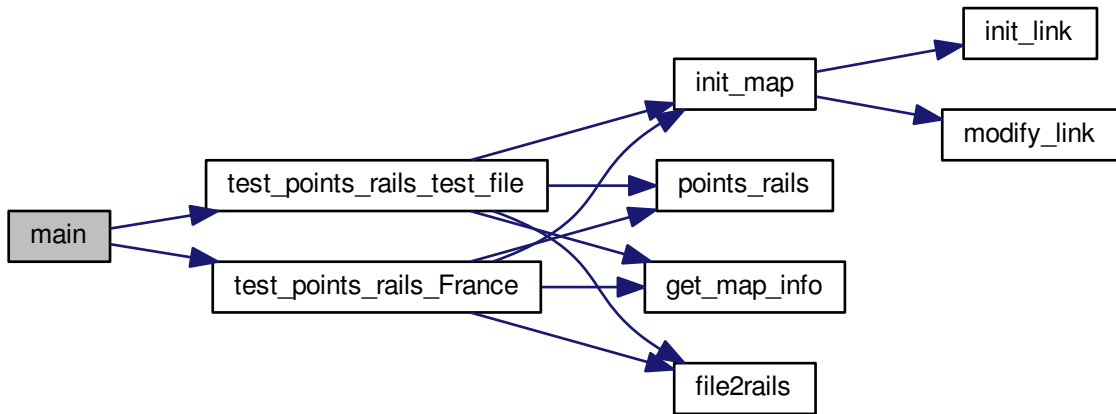 main
test_points_rails_test_file
test_points_rails_France
init_map
points_rails
get_map_info
file2rails
init_link
modify_link